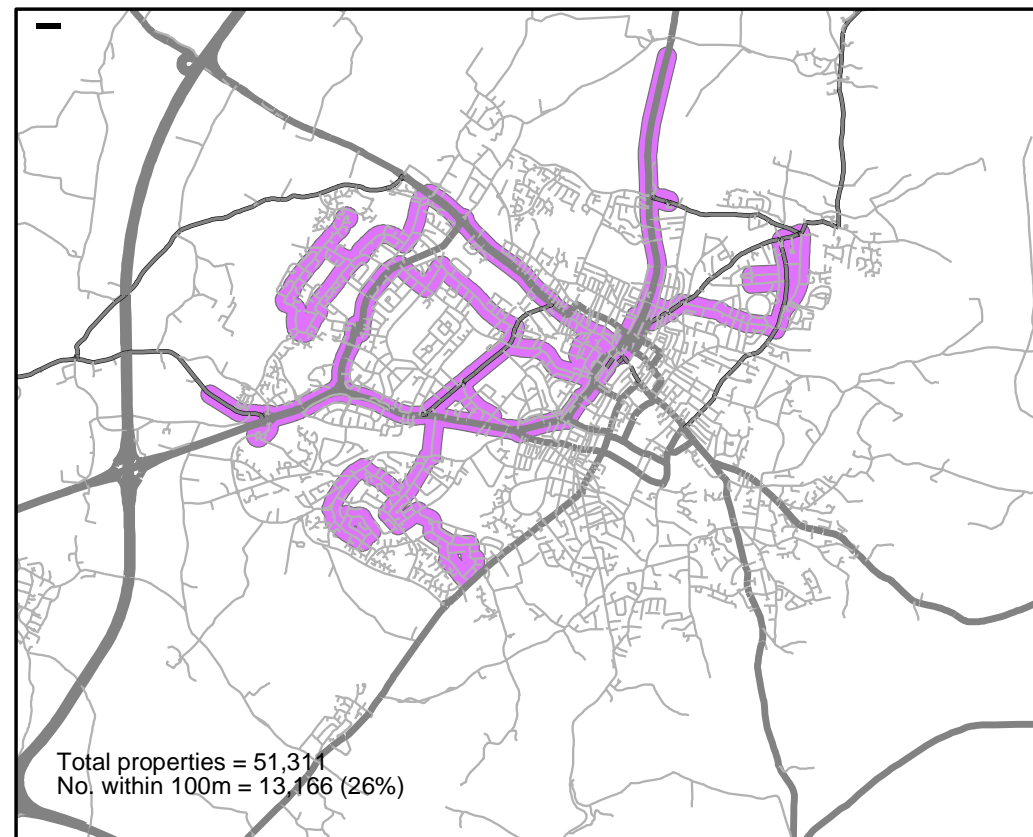 Total properties = 51,311
No. within 100m = 13,166 (26%)